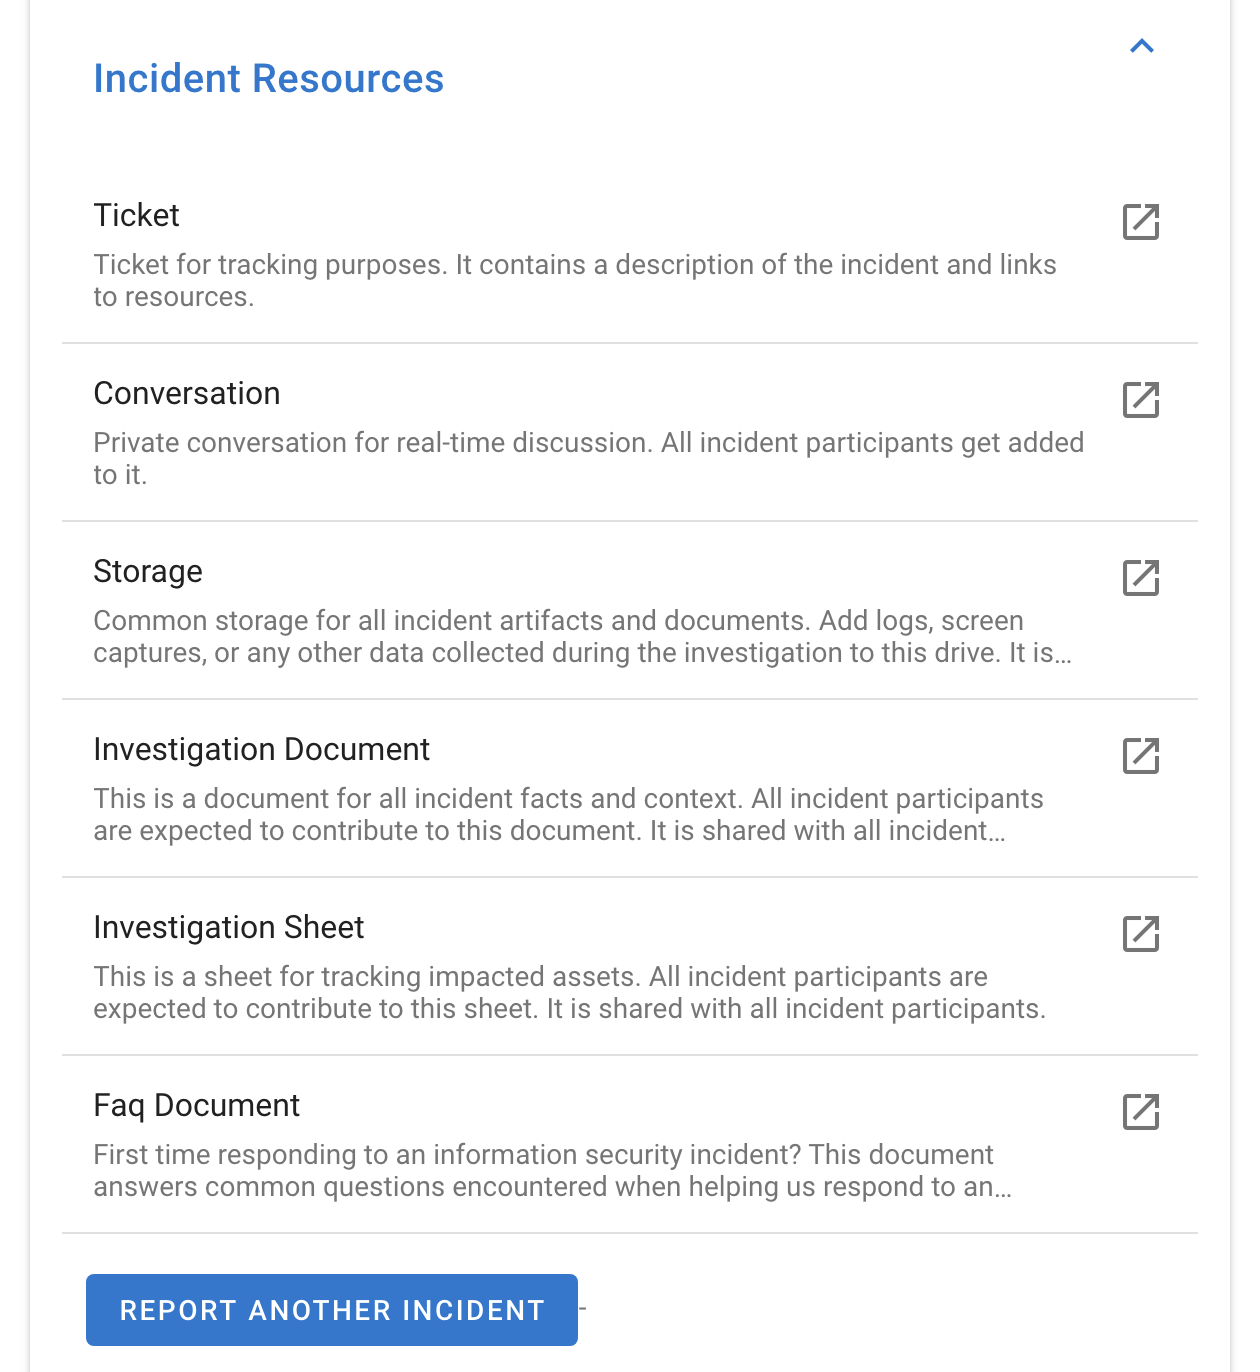 Incident Resources
Ticket
Ticket for tracking purposes. It contains a description of the incident and links
to resources.
Conversation
Private conversation for real-time discussion. All incident participants get added
to it.
Storage
Common storage for all incident artifacts and documents. Add logs, screen
captures, or any other data collected during the investigation to this drive. It is…
Investigation Document
This is a document for all incident facts and context. All incident participants
are expected to contribute to this document. It is shared with all incident…
Investigation Sheet
This is a sheet for tracking impacted assets. All incident participants are
expected to contribute to this sheet. It is shared with all incident participants.
Faq Document
First time responding to an information security incident? This document
answers common questions encountered when helping us respond to an…
REPORT ANOTHER INCIDENT -